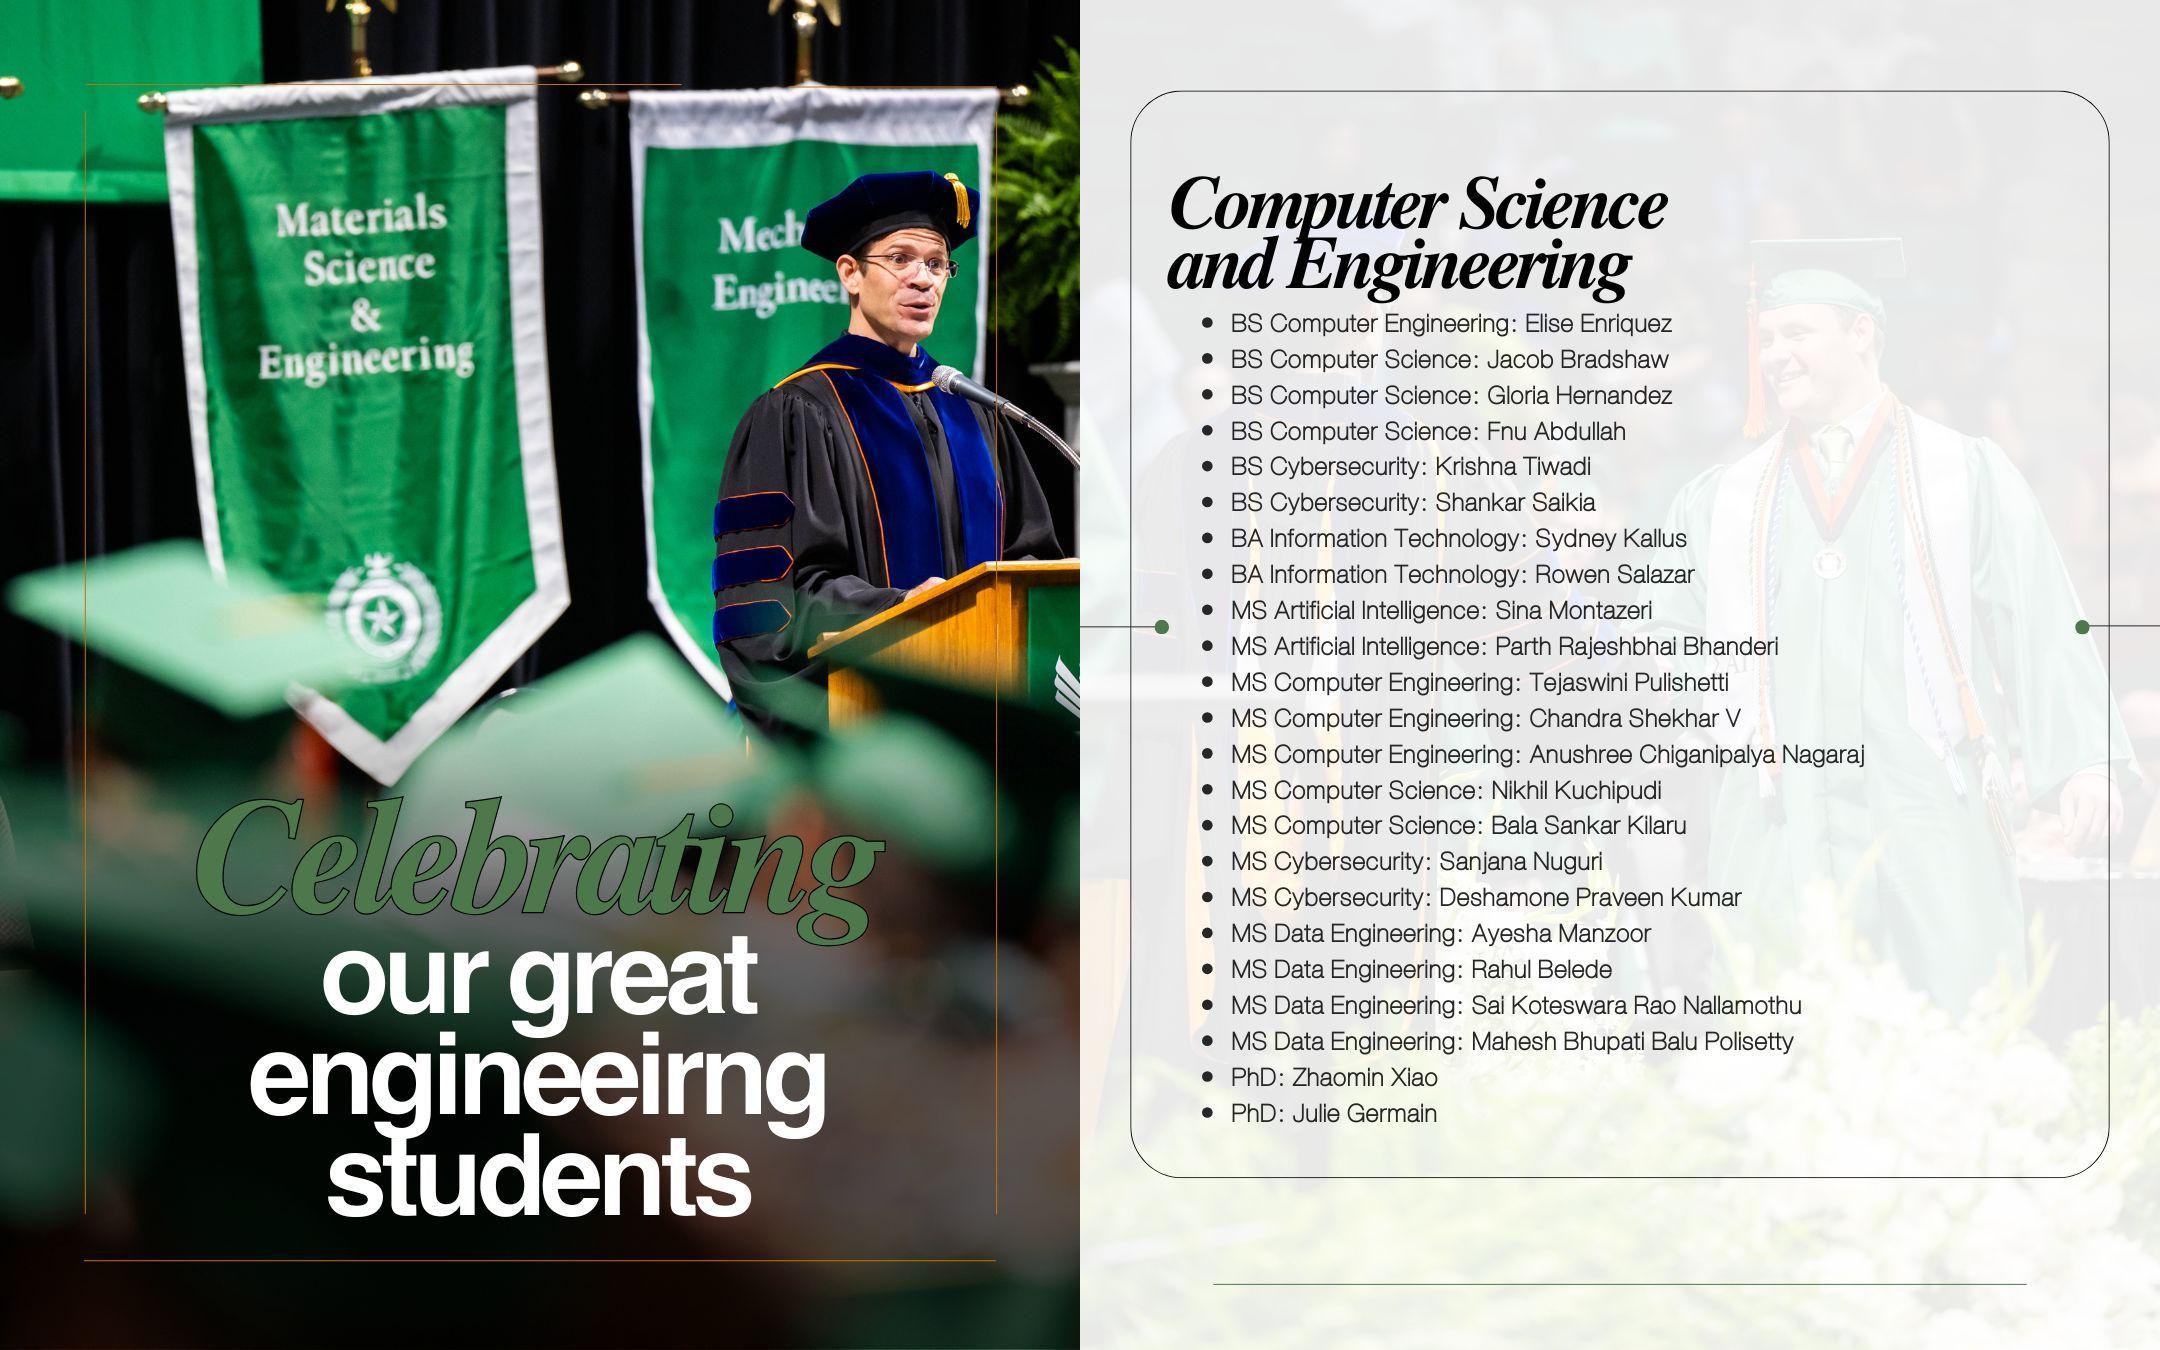 Materials
Science
&
Engineering
Mech
Enginee
Celebrating
our great
engineeirng
students
Computer Science
and Engineering
• BS Computer Engineering: Elise Enriquez
• BS Computer Science: Jacob Bradshaw
• BS Computer Science: Gloria Hernandez
• BS Computer Science: Fnu Abdullah
• BS Cybersecurity: Krishna Tiwadi
• BS Cybersecurity: Shankar Saikia
• BA Information Technology: Sydney Kallus
• BA Information Technology: Rowen Salazar
• MS Artificial Intelligence: Sina Montazeri
• MS Artificial Intelligence: Parth Rajeshbhai Bhanderi
• MS Computer Engineering: Tejaswini Pulishetti
• MS Computer Engineering: Chandra Shekhar V
• MS Computer Engineering: Anushree Chiganipalya Nagaraj
• MS Computer Science: Nikhil Kuchipudi
• MS Computer Science: Bala Sankar Kilaru
• MS Cybersecurity: Sanjana Nuguri
• MS Cybersecurity: Deshamone Praveen Kumar
• MS Data Engineering: Ayesha Manzoor
• MS Data Engineering: Rahul Belede
• MS Data Engineering: Sai Koteswara Rao Nallamothu
• MS Data Engineering: Mahesh Bhupati Balu Polisetty
• PhD: Zhaomin Xiao
• PhD: Julie Germain